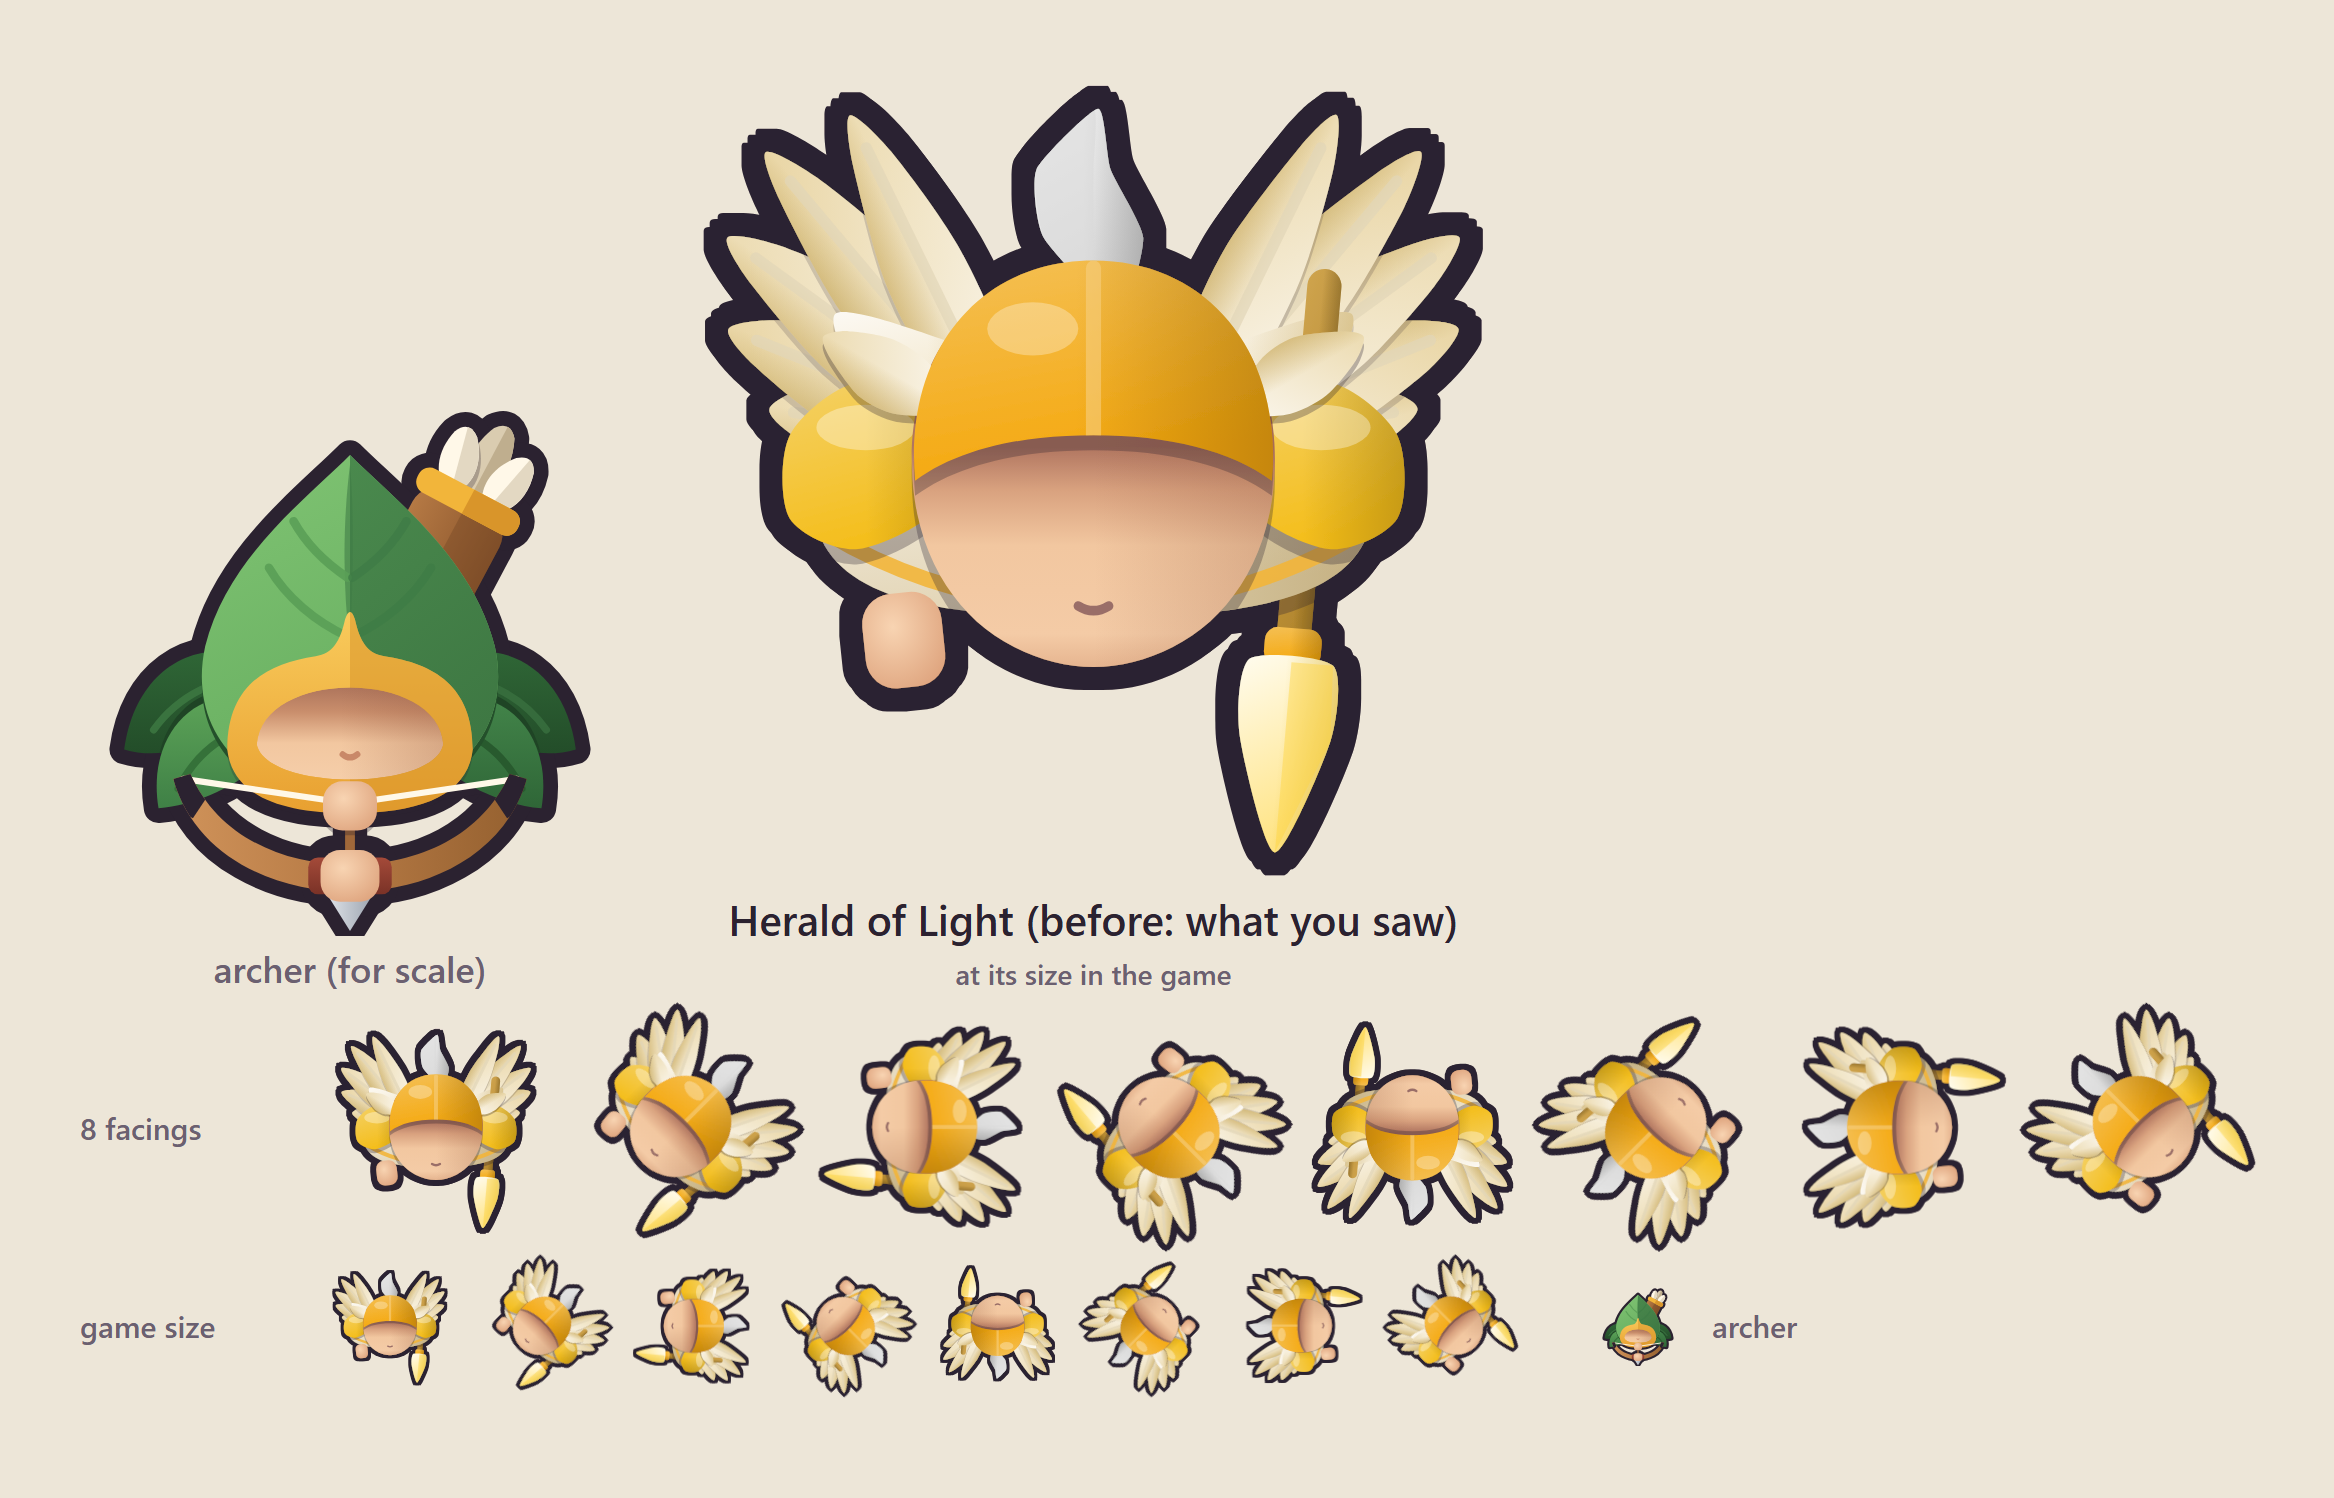 Herald of Light (before: what you saw)
archer (for scale)
at its size in the game
8 facings
game size
archer